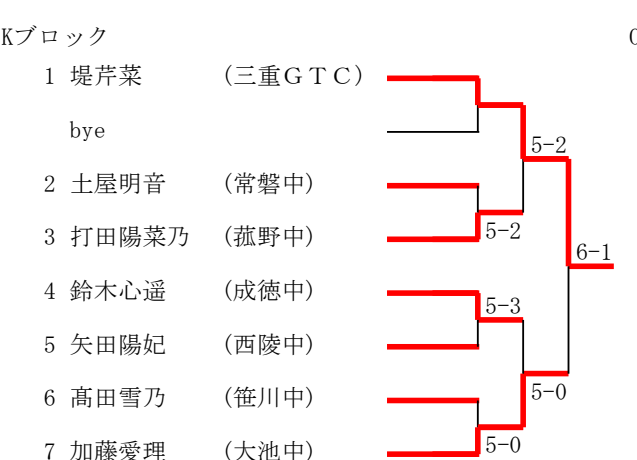 Kブロック
1 堤芹菜 (三重GTC)
bye
5-2
2 土屋明音 (常磐中)
3 打田陽菜乃 (菰野中) 5-2
6-1
4 鈴木心遥 (成徳中) 5-3
5 矢田陽妃 (西陵中)
6 髙田雪乃 (笹川中) 5-0
7 加藤愛理 (大池中) 5-0